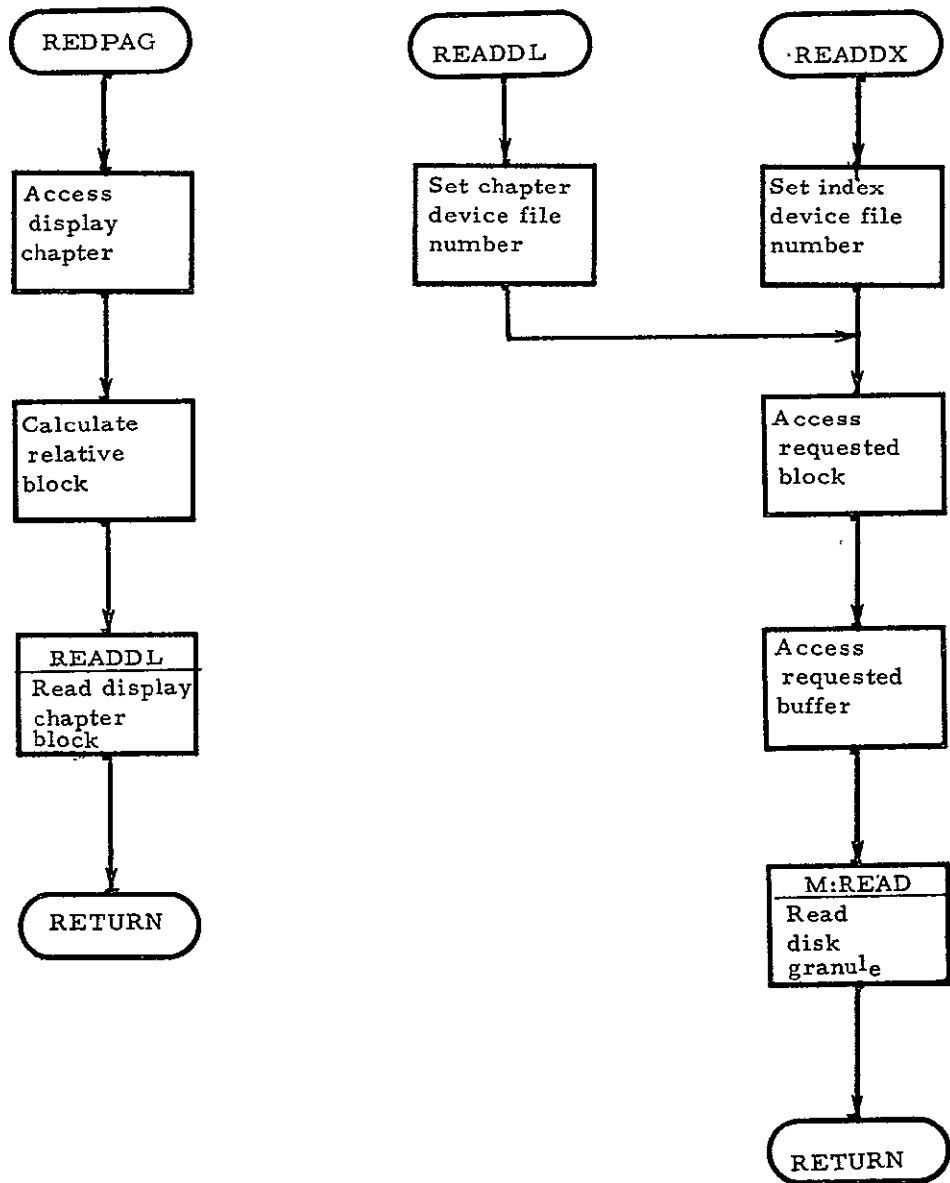 REDPAG
Access
display
chapter
Calculate
relative
block
READDL
Read display
chapter
block
RETURN
READDL
Set chapter
device file
number
READDX
Set index
device file
number
Access
requested
block
Access
requested
buffer
M:READ
Read
disk
granule
RETURN